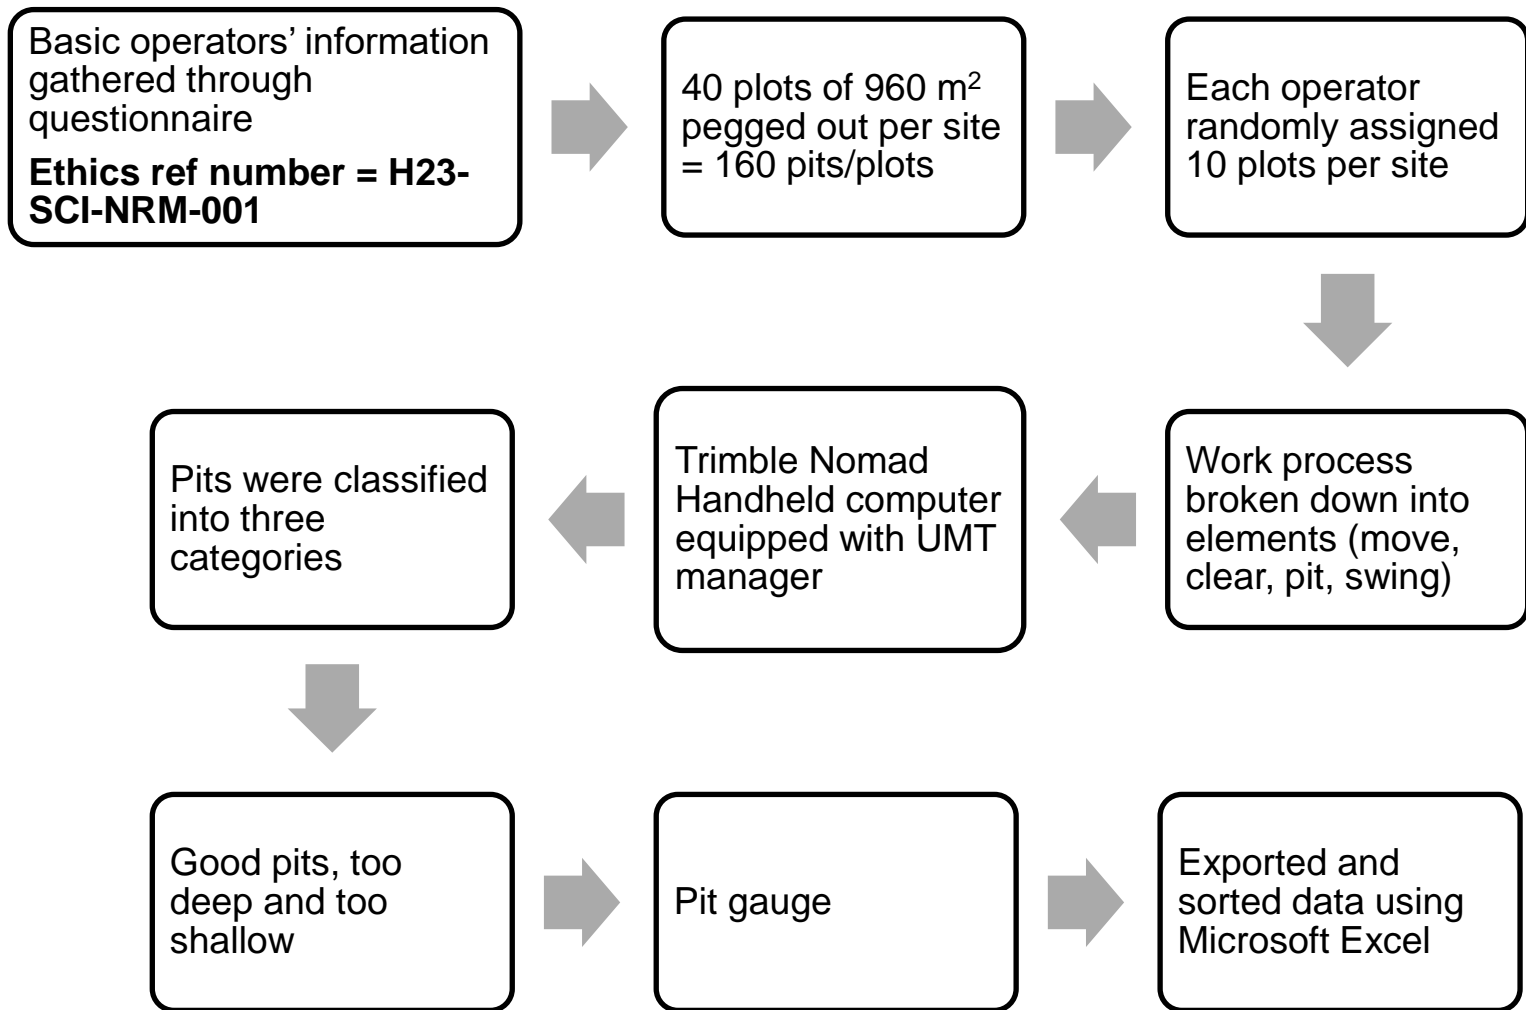 Basic operators’ information
gathered through
questionnaire
Ethics ref number = H23-
SCI-NRM-001
40 plots of 960 m²
pegged out per site
= 160 pits/plots
Each operator
randomly assigned
10 plots per site
Work process
broken down into
elements (move,
clear, pit, swing)
Trimble Nomad
Handheld computer
equipped with UMT
manager
Pits were classified
into three
categories
Good pits, too
deep and too
shallow
Pit gauge
Exported and
sorted data using
Microsoft Excel